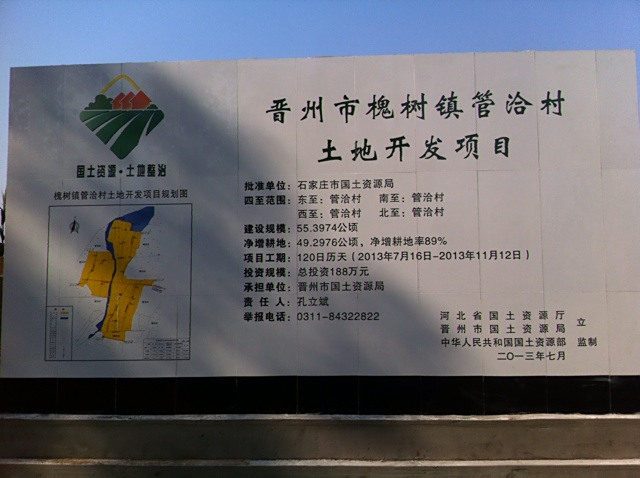 晋州市槐树镇管洽村
土地开发项目
国土资源·土地整治
槐树镇管洽村土地开发项目规划图
批准单位：石家庄市国土资源局
四至范围：东至：管洽村 南至：管洽村
西至：管洽村 北至：管洽村
建设规模：55.3974公顷
净增耕地：49.2976公顷，净增耕地率89%
项目工期：120日历天（2013年7月16日-2013年11月12日）
投资规模：总投资188万元
承担单位：晋州市国土资源局
责 任 人：孔立斌
举报电话：0311-84322822
河北省国土资源厅
晋州市国土资源局 立
中华人民共和国国土资源部 监制
二〇一三年七月